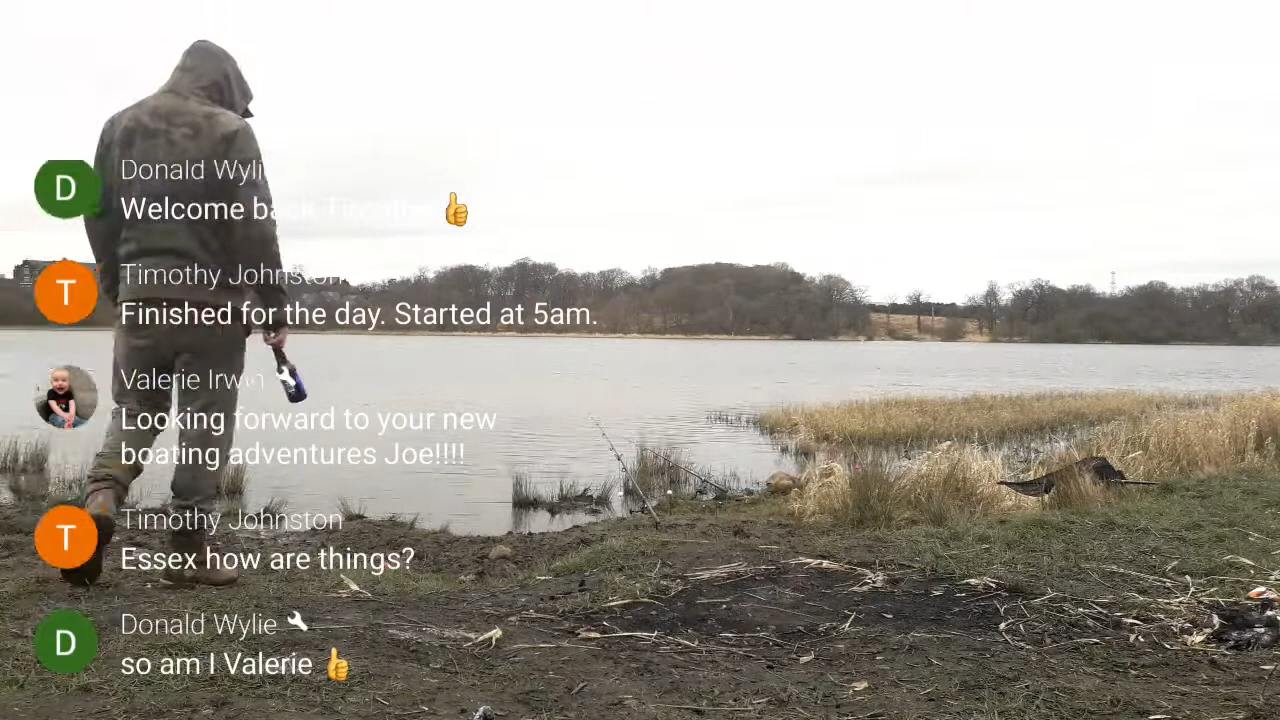 D
Donald Wylie
Welcome back Timothy 👍
T
Timothy Johnston
Finished for the day. Started at 5am.
Valerie Irwin
Looking forward to your new
boating adventures Joe!!!!
T
Timothy Johnston
Essex how are things?
D
Donald Wylie
so am I Valerie 👍